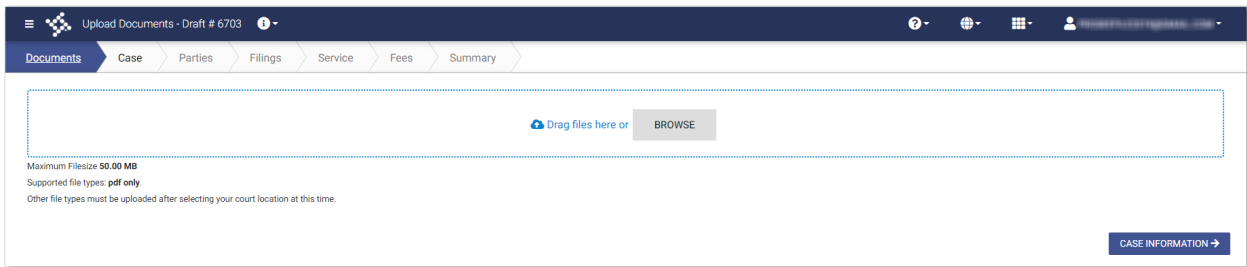 Upload Documents - Draft # 6703
Documents
Case
Parties
Filings
Service
Fees
Summary
Drag files here or
BROWSE
Maximum Filesize 50.00 MB
Supported file types: pdf only.
Other file types must be uploaded after selecting your court location at this time.
CASE INFORMATION →